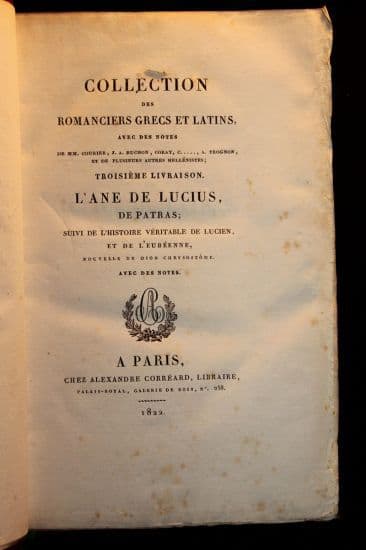 COLLECTION
DES
ROMANCIERS GRECS ET LATINS,
AVEC DES NOTES
DE MM. COURIER, J. A. BUCHON, CORAY, C....., A. TROGNON,
ET DE PLUSIEURS AUTRES HELLÉNISTES;
TROISIÈME LIVRAISON.
L'ANE DE LUCIUS,
DE PATRAS;
SUIVI DE L'HISTOIRE VÉRITABLE DE LUCIEN,
ET DE L'EUBÉENNE,
NOUVELLE DE DION CHRYSOSTÔME.
AVEC DES NOTES.
AC
A PARIS,
CHEZ ALEXANDRE CORRÉARD, LIBRAIRE,
PALAIS-ROYAL, GALERIE DE BOIS, N°. 258.
1822.